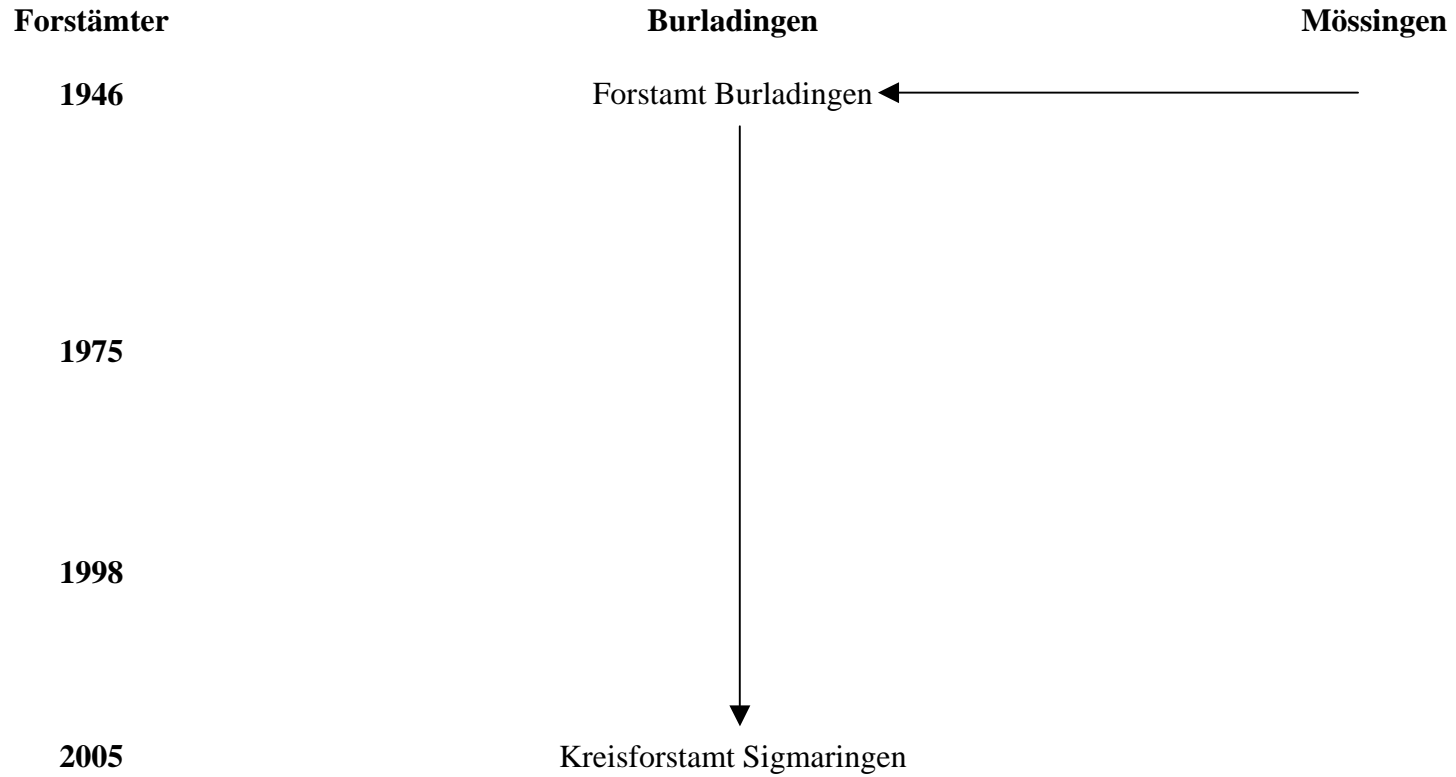 Forstämter Burladingen Mössingen
1946 Forstamt Burladingen
1975
1998
2005 Kreisforstamt Sigmaringen